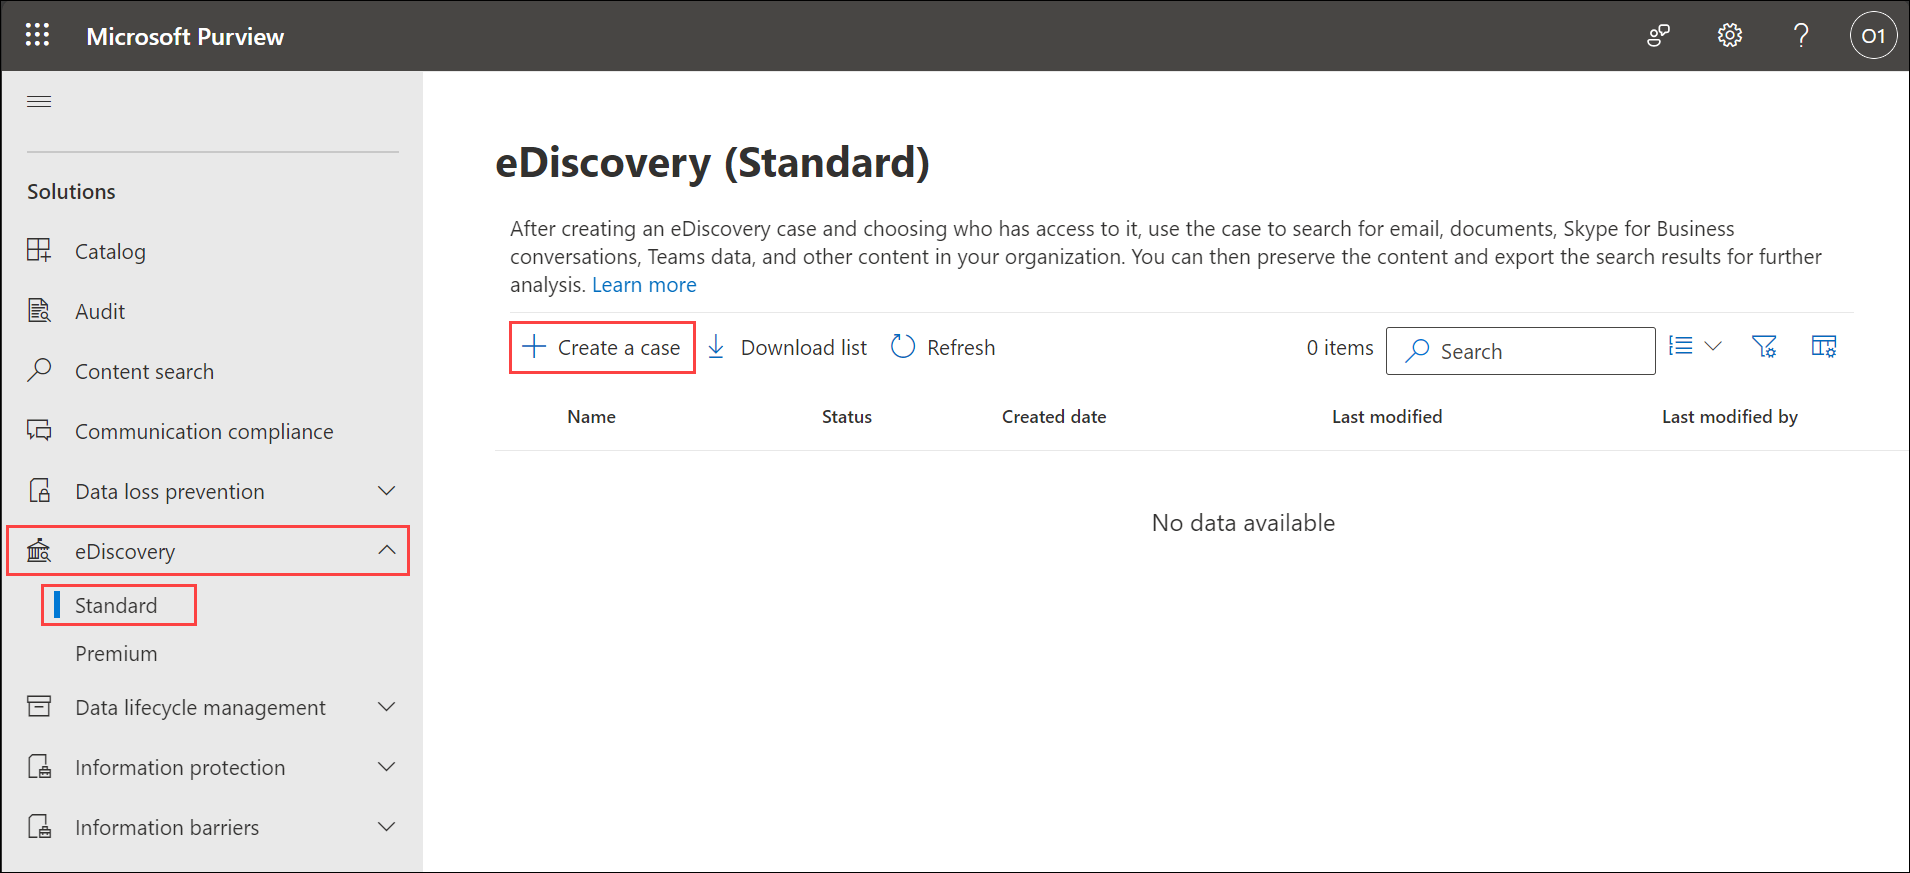 Microsoft Purview
O1
Solutions
Catalog
Audit
Content search
Communication compliance
Data loss prevention
eDiscovery
Standard
Premium
Data lifecycle management
Information protection
Information barriers
eDiscovery (Standard)
After creating an eDiscovery case and choosing who has access to it, use the case to search for email, documents, Skype for Business
conversations, Teams data, and other content in your organization. You can then preserve the content and export the search results for further
analysis. Learn more
Create a case Download list Refresh 0 items Search
Name Status Created date Last modified Last modified by
No data available